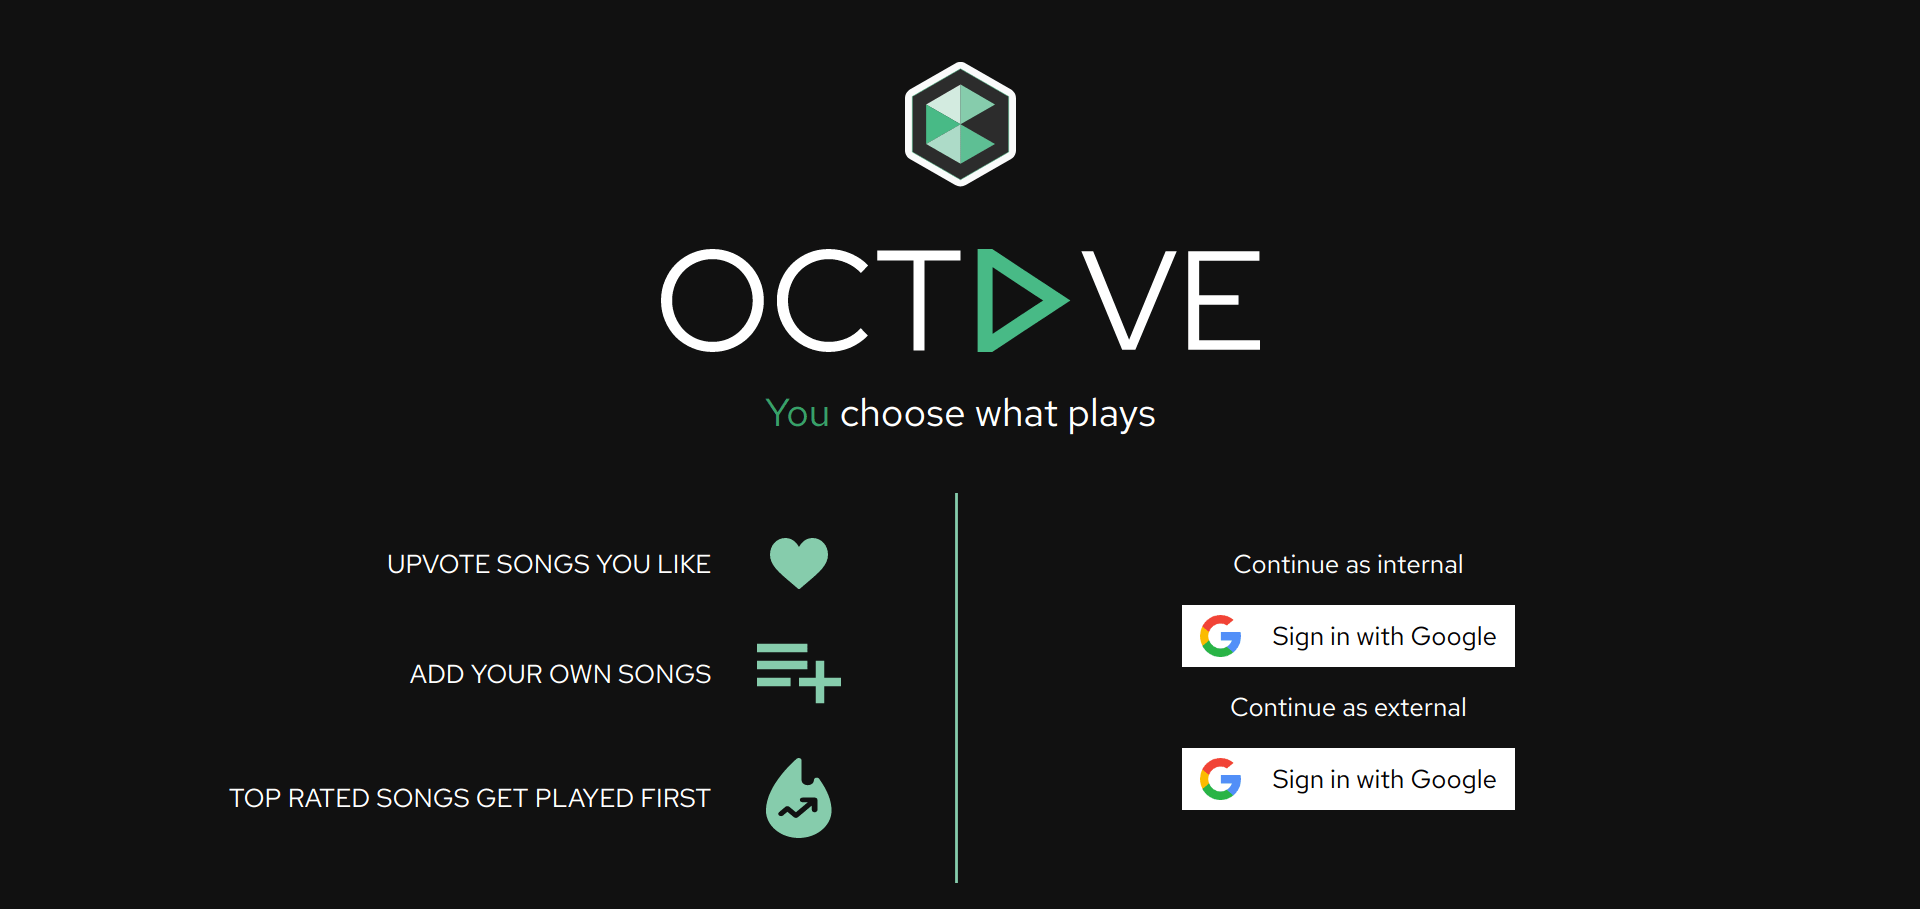 OCTAVE
You choose what plays
UPVOTE SONGS YOU LIKE
ADD YOUR OWN SONGS
TOP RATED SONGS GET PLAYED FIRST
Continue as internal
Sign in with Google
Continue as external
Sign in with Google